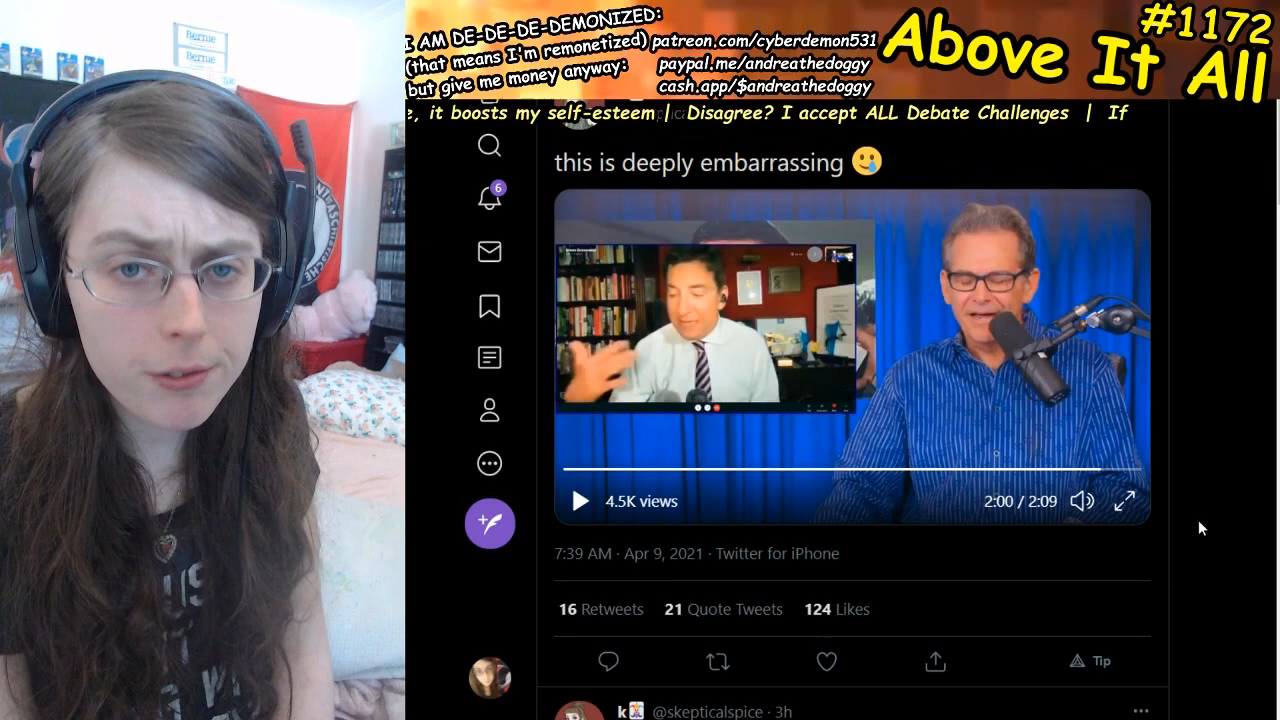 Bernie
Bernie
I AM DE-DE-DE-DEMONIZED:
(that means I'm remonetized)
but give me money anyway:
patreon.com/cyberdemon531
paypal.me/andreathedoggy
cash.app/$andreathedoggy
#1172
Above It All
e, it boosts my self-esteem | Disagree? I accept ALL Debate Challenges | If
6
this is deeply embarrassing 🥲
4.5K views
2:00 / 2:09
7:39 AM · Apr 9, 2021 · Twitter for iPhone
16 Retweets 21 Quote Tweets 124 Likes
Tip
k🃏 @skepticalspice · 3h